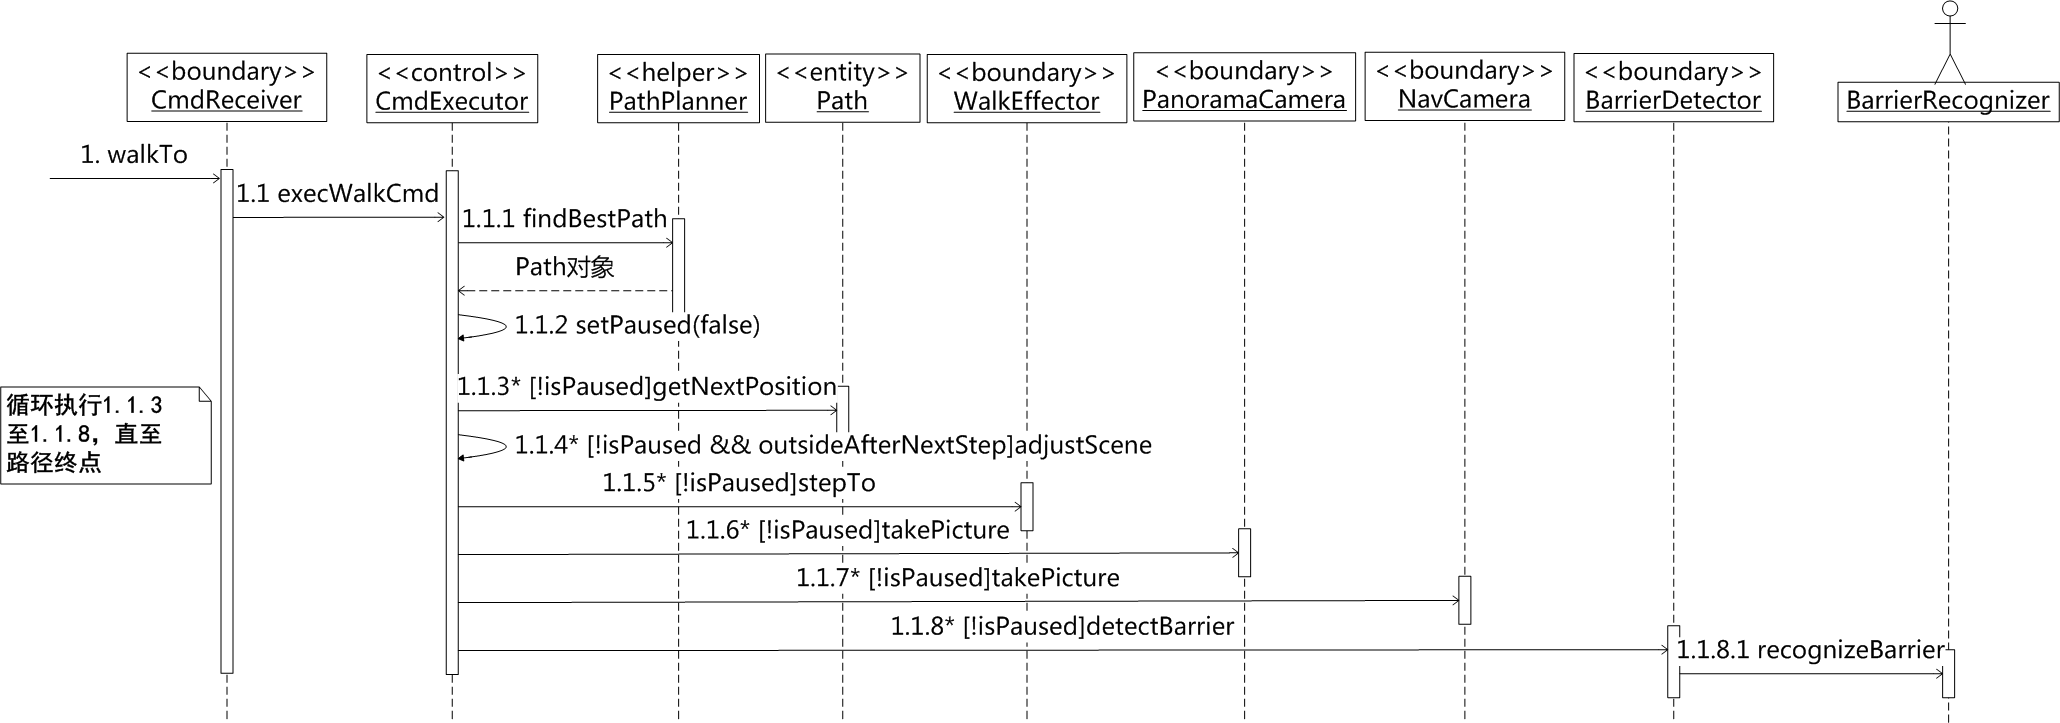 <<boundary>>
CmdReceiver
<<control>>
CmdExecutor
<<helper>>
PathPlanner
<<entity>>
Path
<<boundary>>
WalkEffector
<<boundary>>
PanoramaCamera
<<boundary>>
NavCamera
<<boundary>>
BarrierDetector
BarrierRecognizer
1. walkTo
1.1 execWalkCmd
1.1.1 findBestPath
Path对象
1.1.2 setPaused(false)
1.1.3* [!isPaused]getNextPosition
循环执行1.1.3
至1.1.8，直至
路径终点
1.1.4* [!isPaused && outsideAfterNextStep]adjustScene
1.1.5* [!isPaused]stepTo
1.1.6* [!isPaused]takePicture
1.1.7* [!isPaused]takePicture
1.1.8* [!isPaused]detectBarrier
1.1.8.1 recognizeBarrier